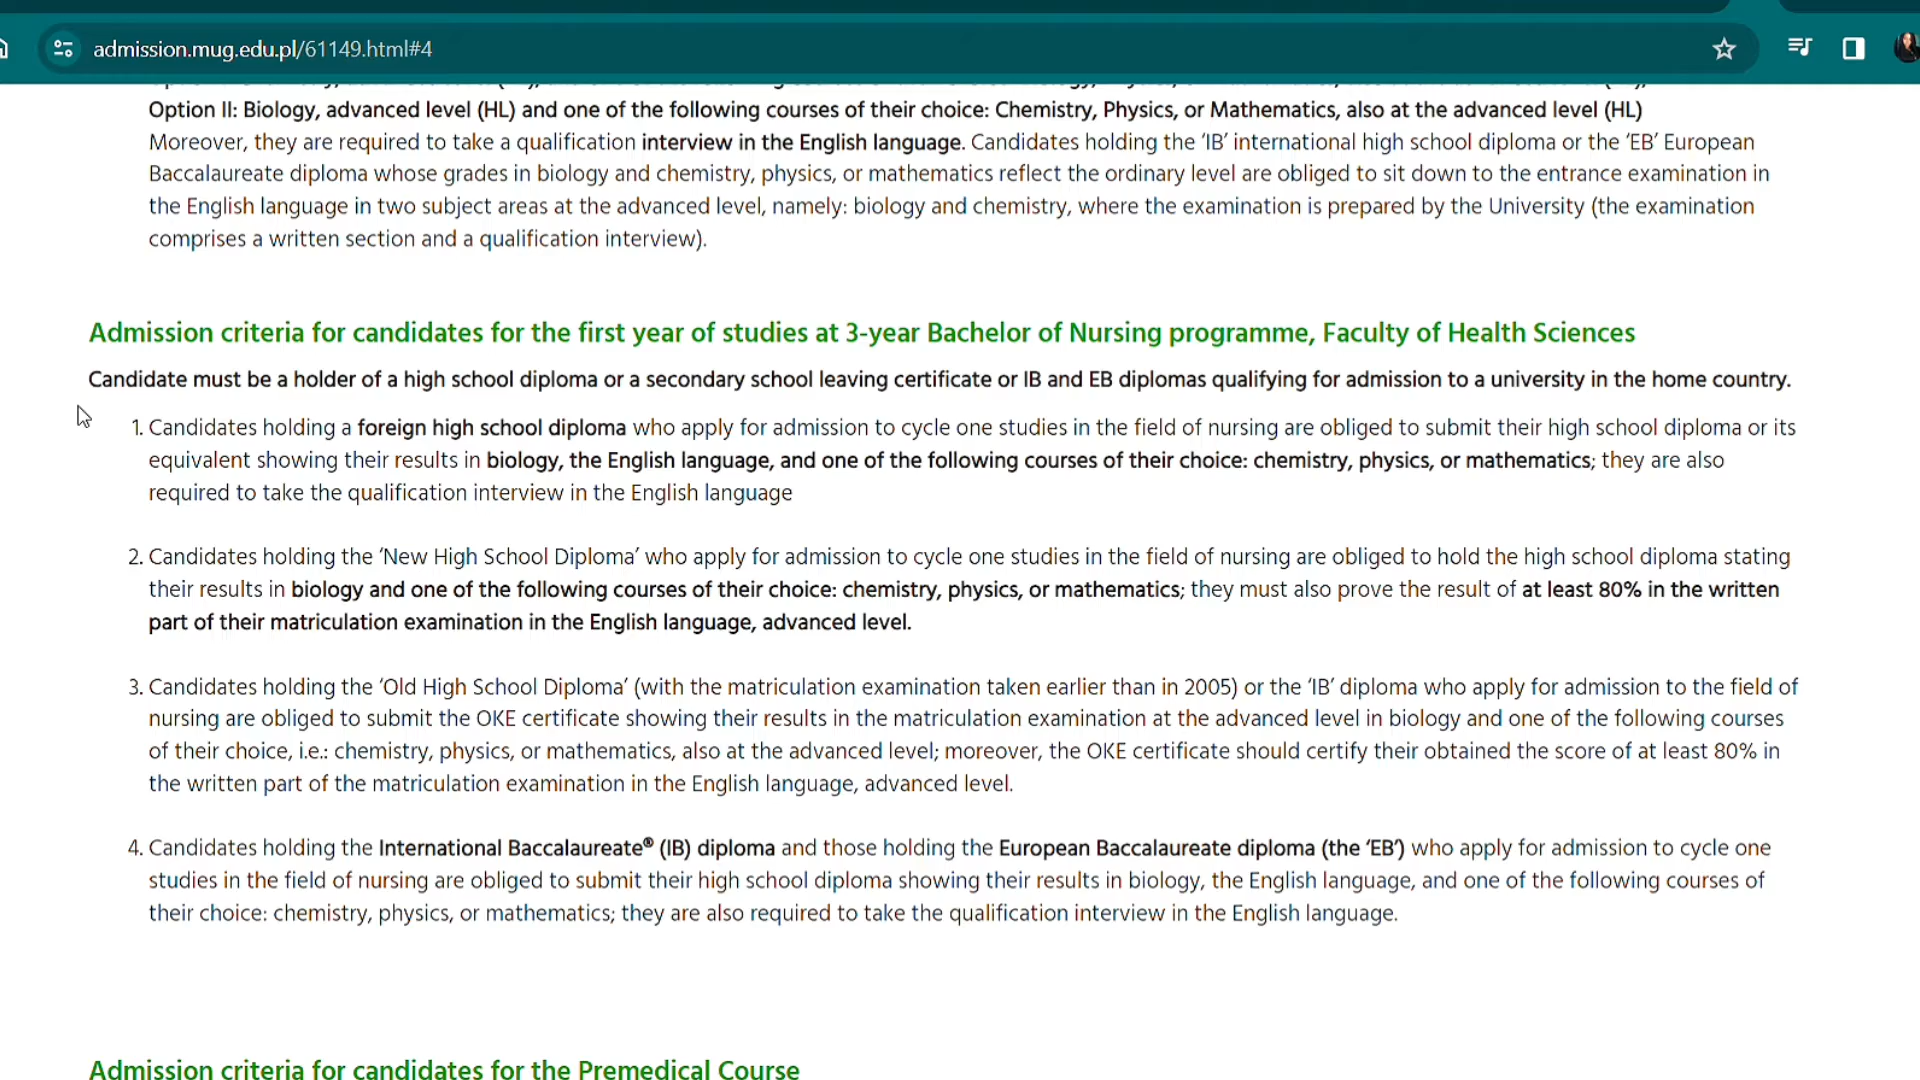 admission.mug.edu.pl/61149.html#4
Option II: Biology, advanced level (HL) and one of the following courses of their choice: Chemistry, Physics, or Mathematics, also at the advanced level (HL)
Moreover, they are required to take a qualification interview in the English language. Candidates holding the ‘IB’ international high school diploma or the ‘EB’ European
Baccalaureate diploma whose grades in biology and chemistry, physics, or mathematics reflect the ordinary level are obliged to sit down to the entrance examination in
the English language in two subject areas at the advanced level, namely: biology and chemistry, where the examination is prepared by the University (the examination
comprises a written section and a qualification interview).
Admission criteria for candidates for the first year of studies at 3-year Bachelor of Nursing programme, Faculty of Health Sciences
Candidate must be a holder of a high school diploma or a secondary school leaving certificate or IB and EB diplomas qualifying for admission to a university in the home country.
1. Candidates holding a foreign high school diploma who apply for admission to cycle one studies in the field of nursing are obliged to submit their high school diploma or its
equivalent showing their results in biology, the English language, and one of the following courses of their choice: chemistry, physics, or mathematics; they are also
required to take the qualification interview in the English language
2. Candidates holding the ‘New High School Diploma’ who apply for admission to cycle one studies in the field of nursing are obliged to hold the high school diploma stating
their results in biology and one of the following courses of their choice: chemistry, physics, or mathematics; they must also prove the result of at least 80% in the written
part of their matriculation examination in the English language, advanced level.
3. Candidates holding the ‘Old High School Diploma’ (with the matriculation examination taken earlier than in 2005) or the ‘IB’ diploma who apply for admission to the field of
nursing are obliged to submit the OKE certificate showing their results in the matriculation examination at the advanced level in biology and one of the following courses
of their choice, i.e.: chemistry, physics, or mathematics, also at the advanced level; moreover, the OKE certificate should certify their obtained the score of at least 80% in
the written part of the matriculation examination in the English language, advanced level.
4. Candidates holding the International Baccalaureate® (IB) diploma and those holding the European Baccalaureate diploma (the ‘EB’) who apply for admission to cycle one
studies in the field of nursing are obliged to submit their high school diploma showing their results in biology, the English language, and one of the following courses of
their choice: chemistry, physics, or mathematics; they are also required to take the qualification interview in the English language.
Admission criteria for candidates for the Premedical Course